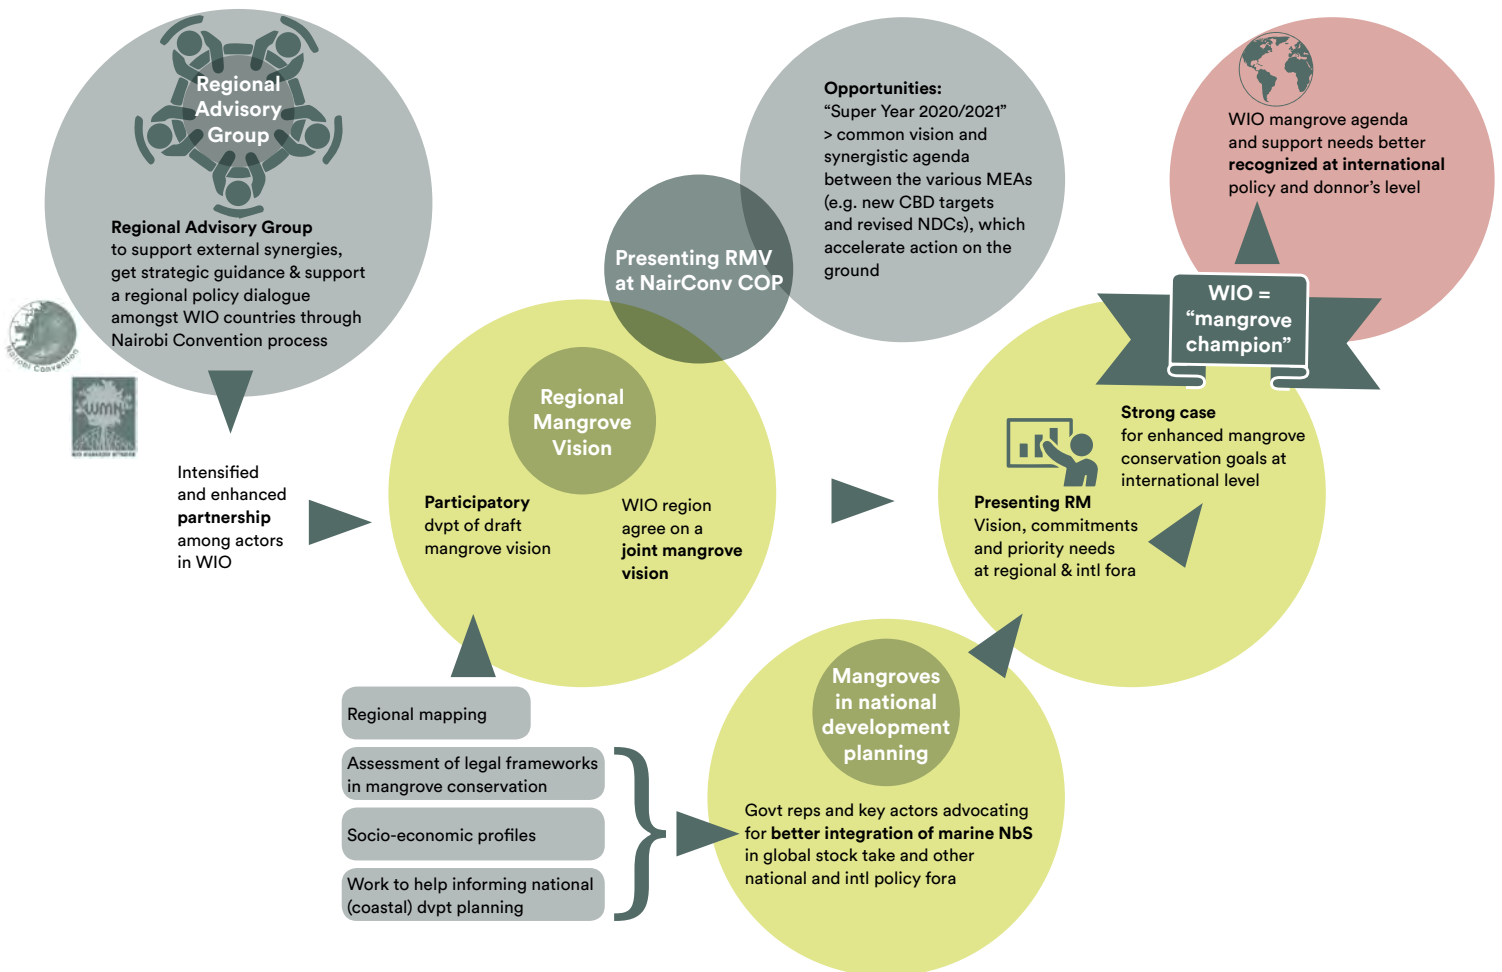 Regional
Advisory
Group
Regional Advisory Group
to support external synergies,
get strategic guidance & support
a regional policy dialogue
amongst WIO countries through
Nairobi Convention process
Nairobi Convention
WMN
WIO MANGROVE NETWORK
Intensified
and enhanced
partnership
among actors
in WIO
Presenting RMV
at NairConv COP
Opportunities:
“Super Year 2020/2021”
> common vision and
synergistic agenda
between the various MEAs
(e.g. new CBD targets
and revised NDCs), which
accelerate action on the
ground
Regional
Mangrove
Vision
Participatory
dvpt of draft
mangrove vision
WIO region
agree on a
joint mangrove
vision
Regional mapping
Assessment of legal frameworks
in mangrove conservation
Socio-economic profiles
Work to help informing national
(coastal) dvpt planning
Mangroves
in national
development
planning
Govt reps and key actors advocating
for better integration of marine NbS
in global stock take and other
national and intl policy fora
Presenting RM
Vision, commitments
and priority needs
at regional & intl fora
Strong case
for enhanced mangrove
conservation goals at
international level
WIO =
“mangrove
champion”
WIO mangrove agenda
and support needs better
recognized at international
policy and donnor’s level